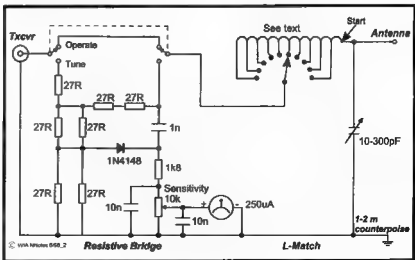 Txcvr
Operate
Tune
27R
27R 27R
27R 27R
1n
1N4148
1k8
27R 27R
Sensitivity
10k
10n
10n
+ -
250uA
See text
Start
Antenna
10-300pF
1-2 m
counterpoise
Resistive Bridge
L-Match